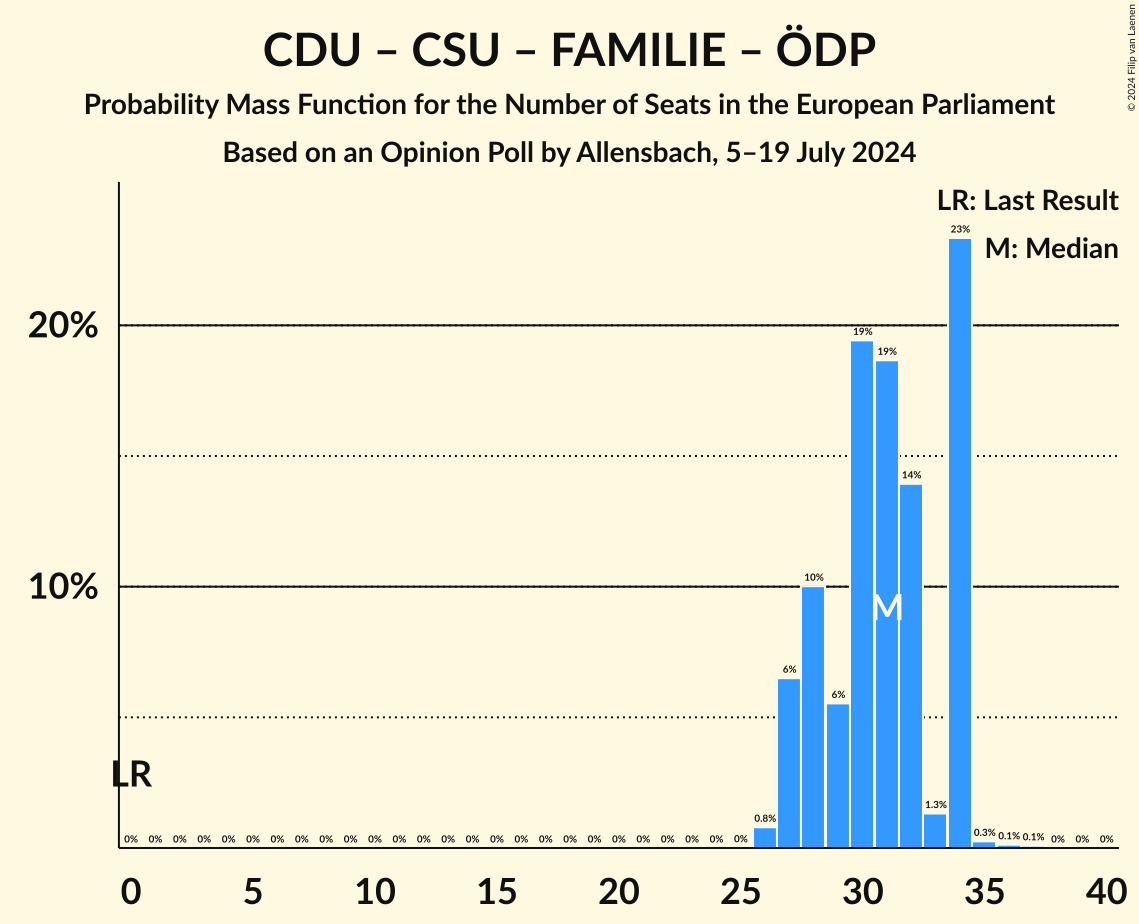 CDU – CSU – FAMILIE – ÖDP
Probability Mass Function for the Number of Seats in the European Parliament
Based on an Opinion Poll by Allensbach, 5–19 July 2024
© 2024 Filip van Laenen
LR: Last Result
M: Median
20%
10%
LR
M
0% 0% 0% 0% 0% 0% 0% 0% 0% 0% 0% 0% 0% 0% 0% 0% 0% 0% 0% 0% 0% 0% 0% 0% 0% 0% 0.8% 6% 10% 6% 19% 19% 14% 1.3% 23% 0.3% 0.1% 0.1% 0% 0% 0%
0 5 10 15 20 25 30 35 40